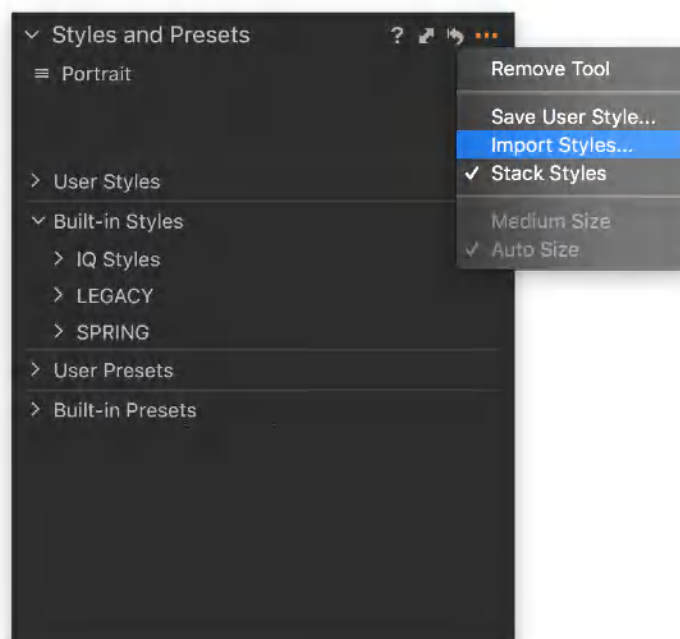 Styles and Presets ?
Portrait
Remove Tool
Save User Style...
Import Styles...
✓ Stack Styles
Medium Size
✓ Auto Size
User Styles
Built-in Styles
IQ Styles
LEGACY
SPRING
User Presets
Built-in Presets